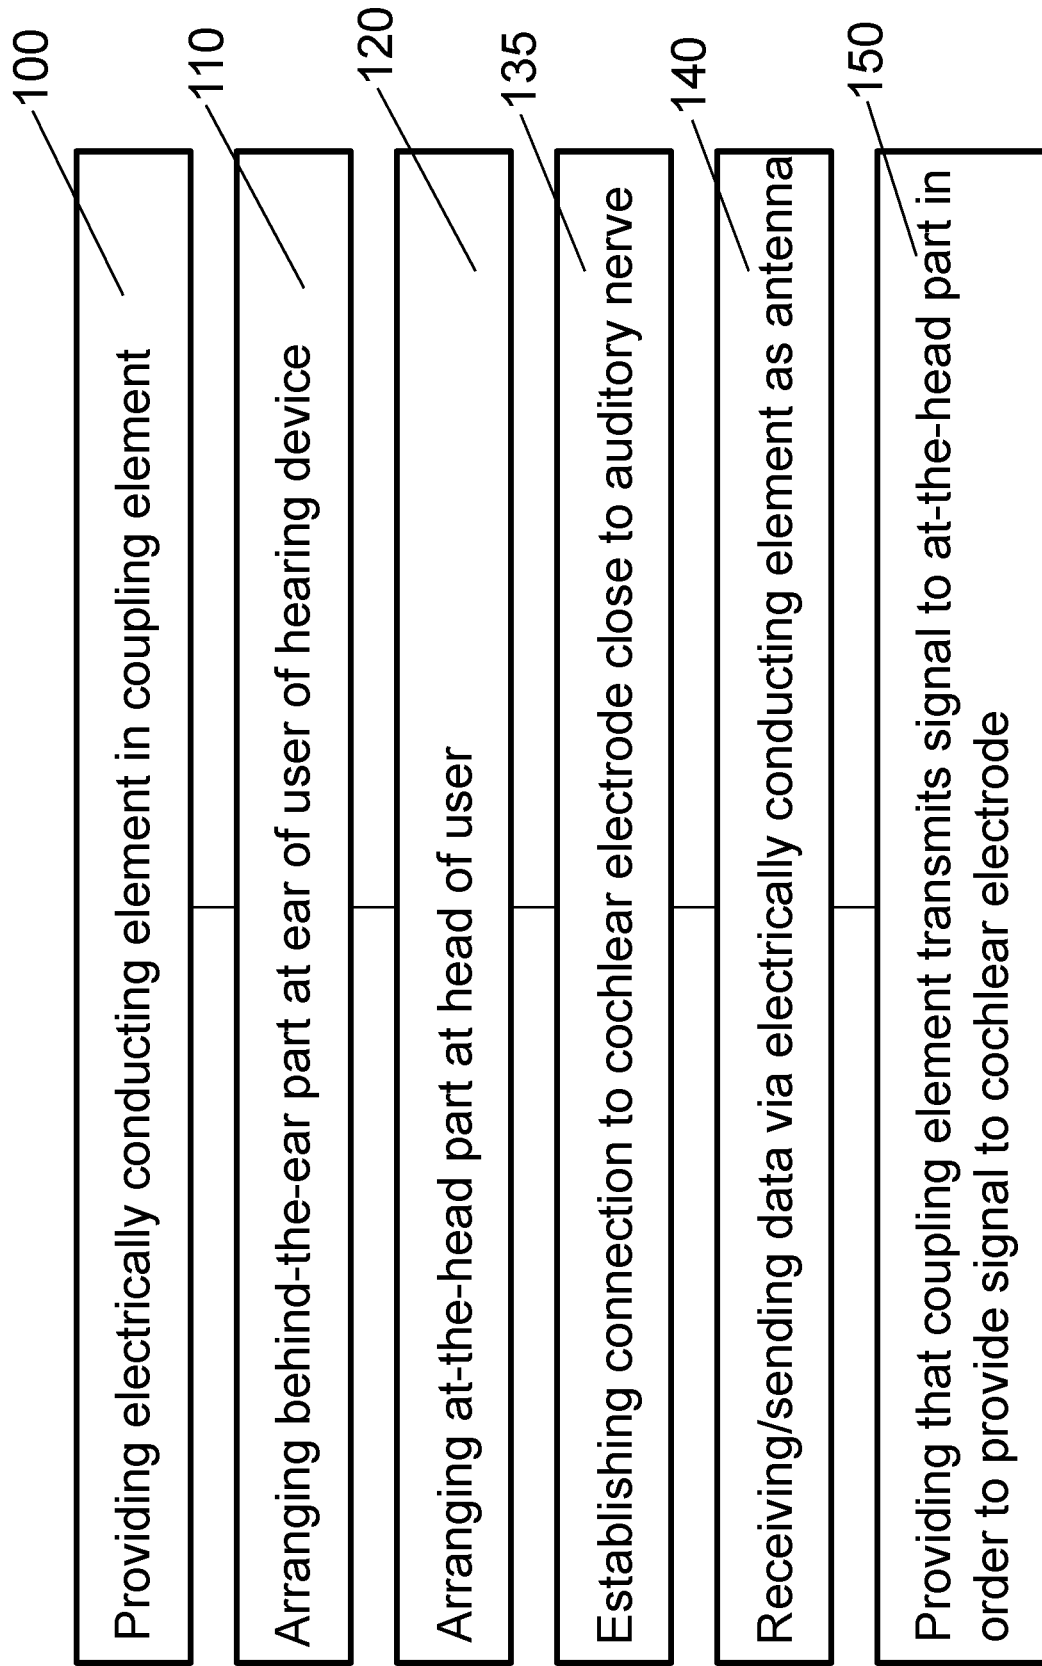 Providing electrically conducting element in coupling element
100
Arranging behind-the-ear part at ear of user of hearing device
110
Arranging at-the-head part at head of user
120
Establishing connection to cochlear electrode close to auditory nerve
135
Receiving/sending data via electrically conducting element as antenna
140
Providing that coupling element transmits signal to at-the-head part in
order to provide signal to cochlear electrode
150